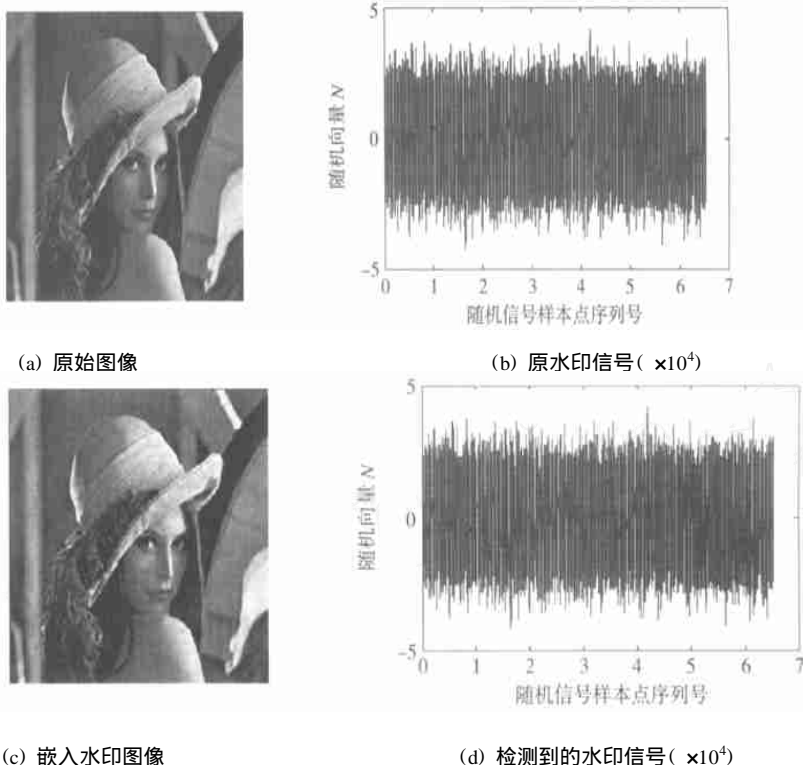 5
0
−5
随机向量 N
0 1 2 3 4 5 6 7
随机信号样本点序列号
(a) 原始图像
(b) 原水印信号( ×10⁴)
5
0
−5
随机向量 N
0 1 2 3 4 5 6 7
随机信号样本点序列号
(c) 嵌入水印图像
(d) 检测到的水印信号( ×10⁴)